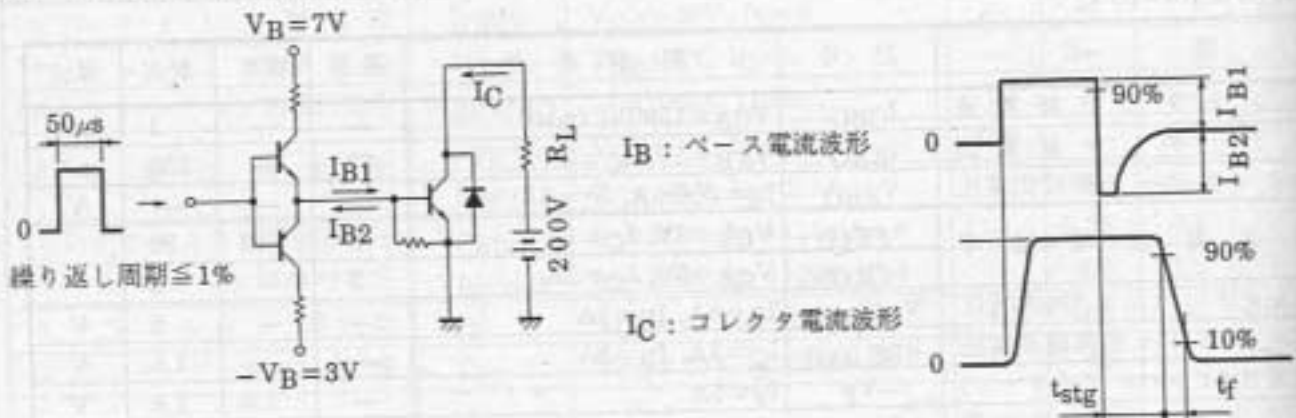 V_B=7V
50μs
0
繰り返し周期≦1%
I_B1
I_B2
−V_B=3V
I_C
R_L
200V
I_B : ベース電流波形
0
90%
I_B1
I_B2
I_C : コレクタ電流波形
0
90%
10%
t_stg
t_f